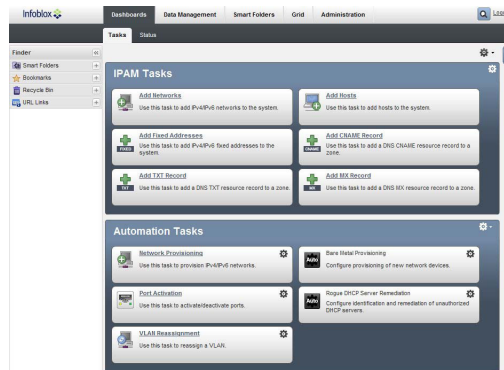 Infoblox
Dashboards Data Management Smart Folders Grid Administration
Tasks Status
Finder
Smart Folders
Bookmarks
Recycle Bin
URL Links
IPAM Tasks
Add Networks
Use this task to add IPv4/IPv6 networks to the system.
Add Hosts
Use this task to add hosts to the system.
FIXED
Add Fixed Addresses
Use this task to add IPv4/IPv6 fixed addresses to the
system.
CNAME
Add CNAME Record
Use this task to add a DNS CNAME resource record to a
zone.
TXT
Add TXT Record
Use this task to add a DNS TXT resource record to a zone.
MX
Add MX Record
Use this task to add a DNS MX resource record to a zone.
Automation Tasks
Network Provisioning
Use this task to provision IPv4/IPv6 networks.
Auto
Bare Metal Provisioning
Configure provisioning of new network devices.
Port Activation
Use this task to activate/deactivate ports.
Auto
Rogue DHCP Server Remediation
Configure identification and remediation of unauthorized
DHCP servers.
VLAN Reassignment
Use this task to reassign a VLAN.